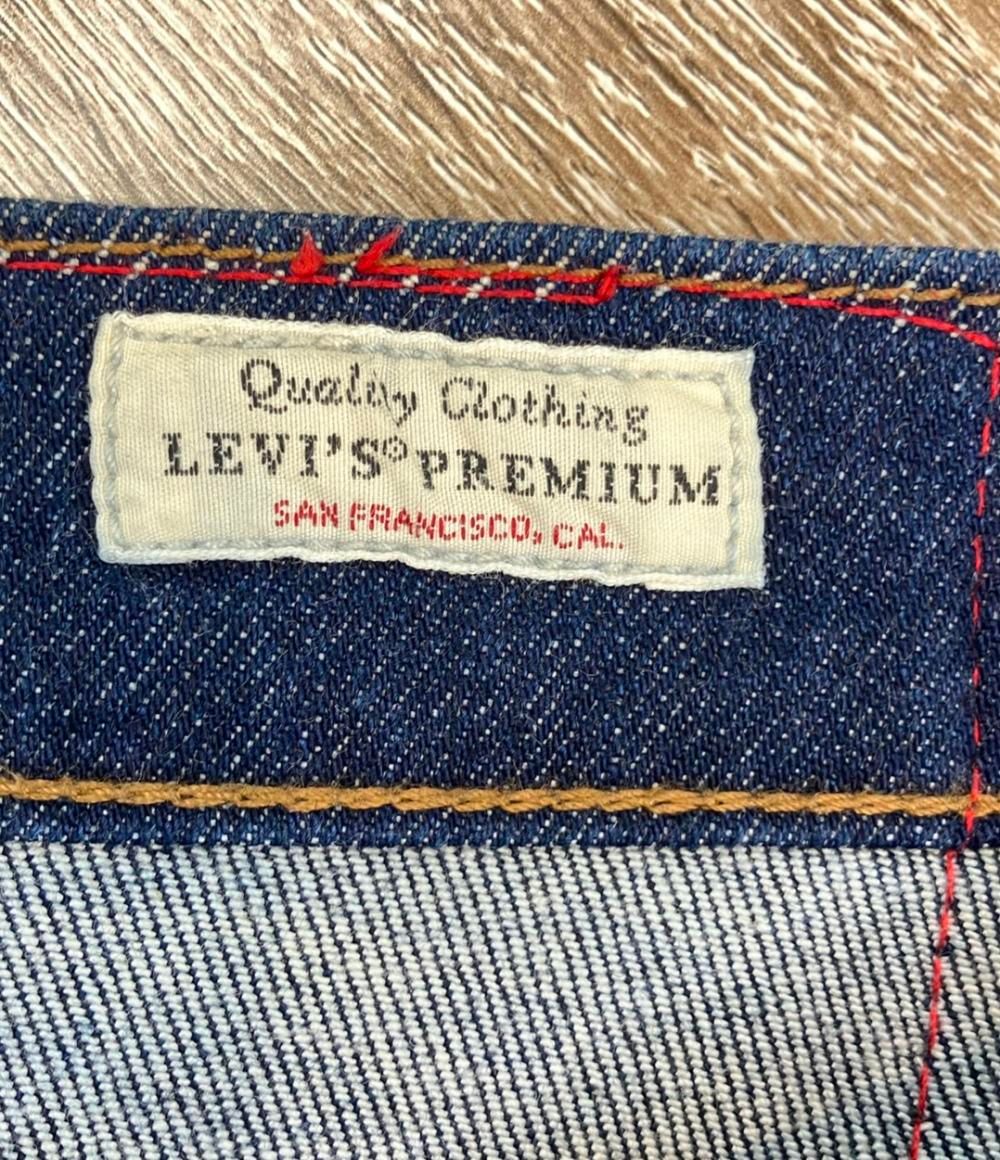 Quality Clothing
LEVI'S® PREMIUM
SAN FRANCISCO, CAL.